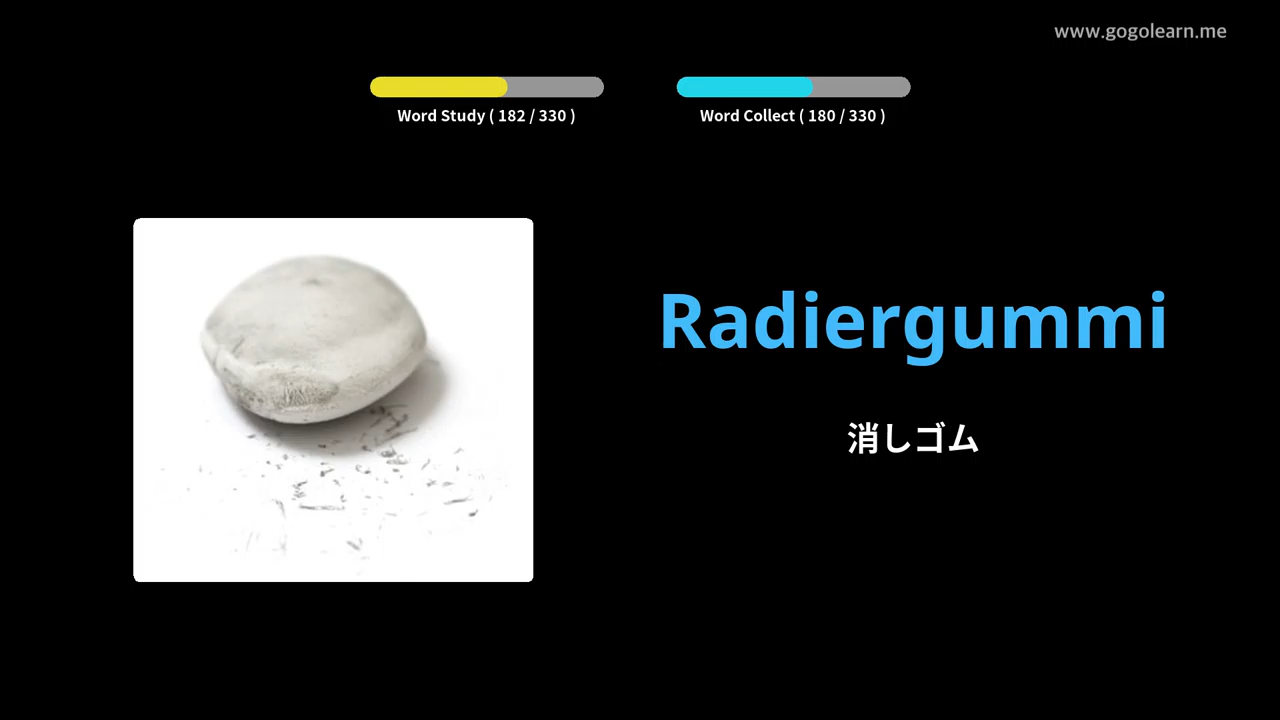 www.gogolearn.me
Word Study ( 182 / 330 )
Word Collect ( 180 / 330 )
Radiergummi
消しゴム